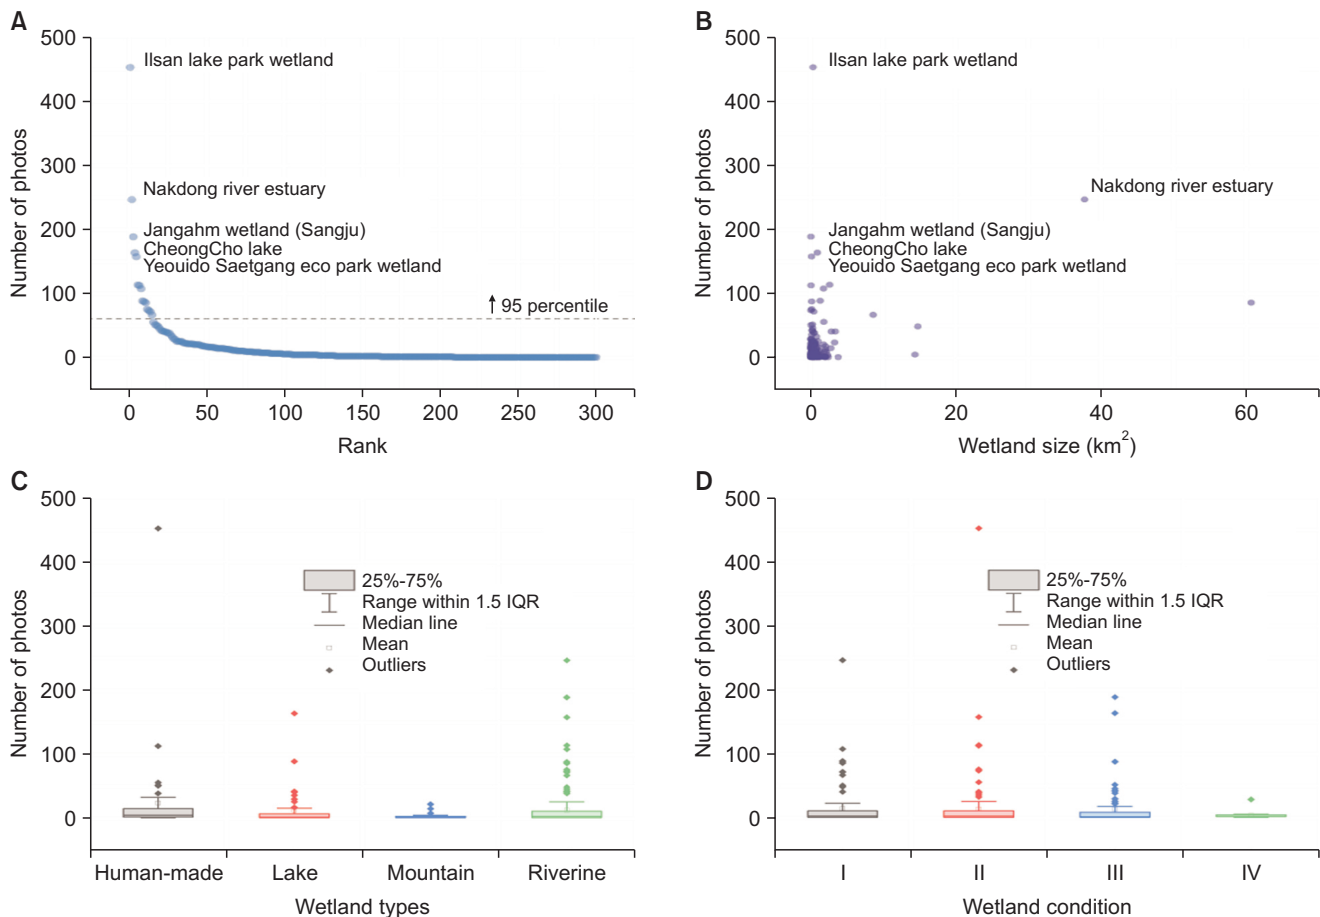 A
500
400
300
200
100
0
Number of photos
Ilsan lake park wetland
Nakdong river estuary
Jangahm wetland (Sangju)
CheongCho lake
Yeouido Saetgang eco park wetland
95 percentile
0 50 100 150 200 250 300
Rank
B
500
400
300
200
100
0
Number of photos
Ilsan lake park wetland
Nakdong river estuary
Jangahm wetland (Sangju)
CheongCho lake
Yeouido Saetgang eco park wetland
0 20 40 60
Wetland size (km²)
C
500
400
300
200
100
0
Number of photos
25%-75%
Range within 1.5 IQR
Median line
Mean
Outliers
Human-made Lake Mountain Riverine
Wetland types
D
500
400
300
200
100
0
Number of photos
25%-75%
Range within 1.5 IQR
Median line
Mean
Outliers
I II III IV
Wetland condition